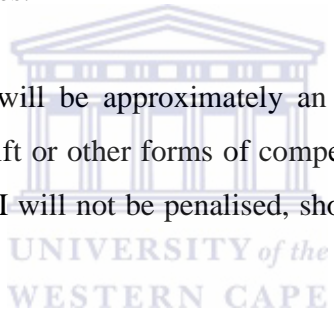 will be approximately an
ift or other forms of compe
I will not be penalised, sho
UNIVERSITY of the
WESTERN CAPE